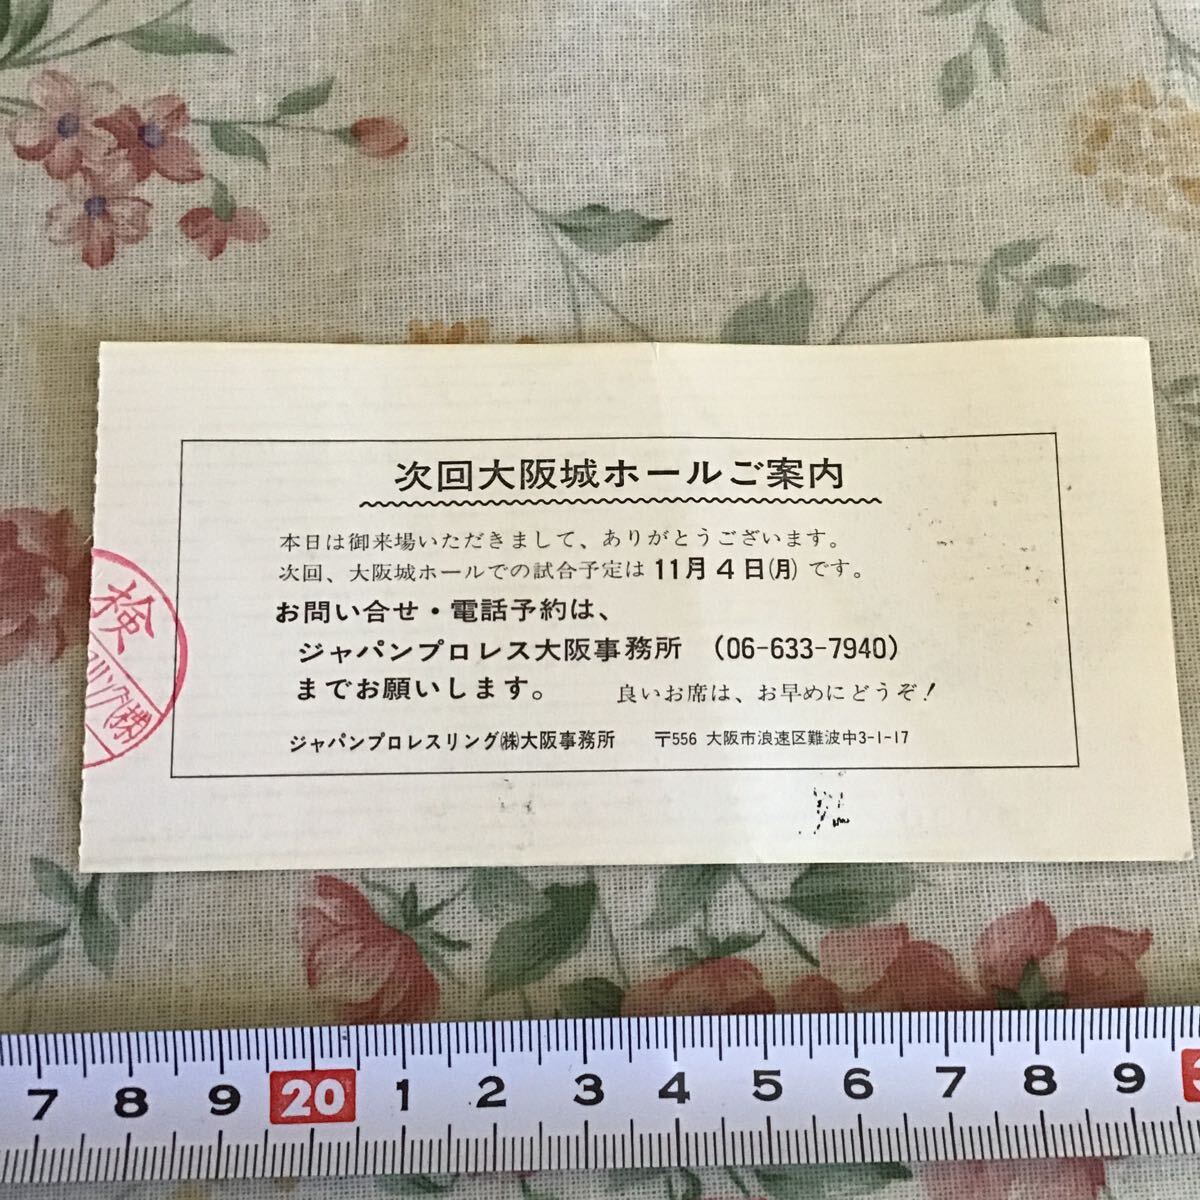 次回大阪城ホールご案内
本日は御来場いただきまして、ありがとうございます。
次回、大阪城ホールでの試合予定は 11月4日(月) です。
お問い合せ・電話予約は、
ジャパンプロレス大阪事務所 (06-633-7940)
までお願いします。 良いお席は、お早めにどうぞ!
ジャパンプロレスリング㈱大阪事務所 〒556 大阪市浪速区難波中3-1-17
検
リング㈱
7 8 9 20 1 2 3 4 5 6 7 8 9